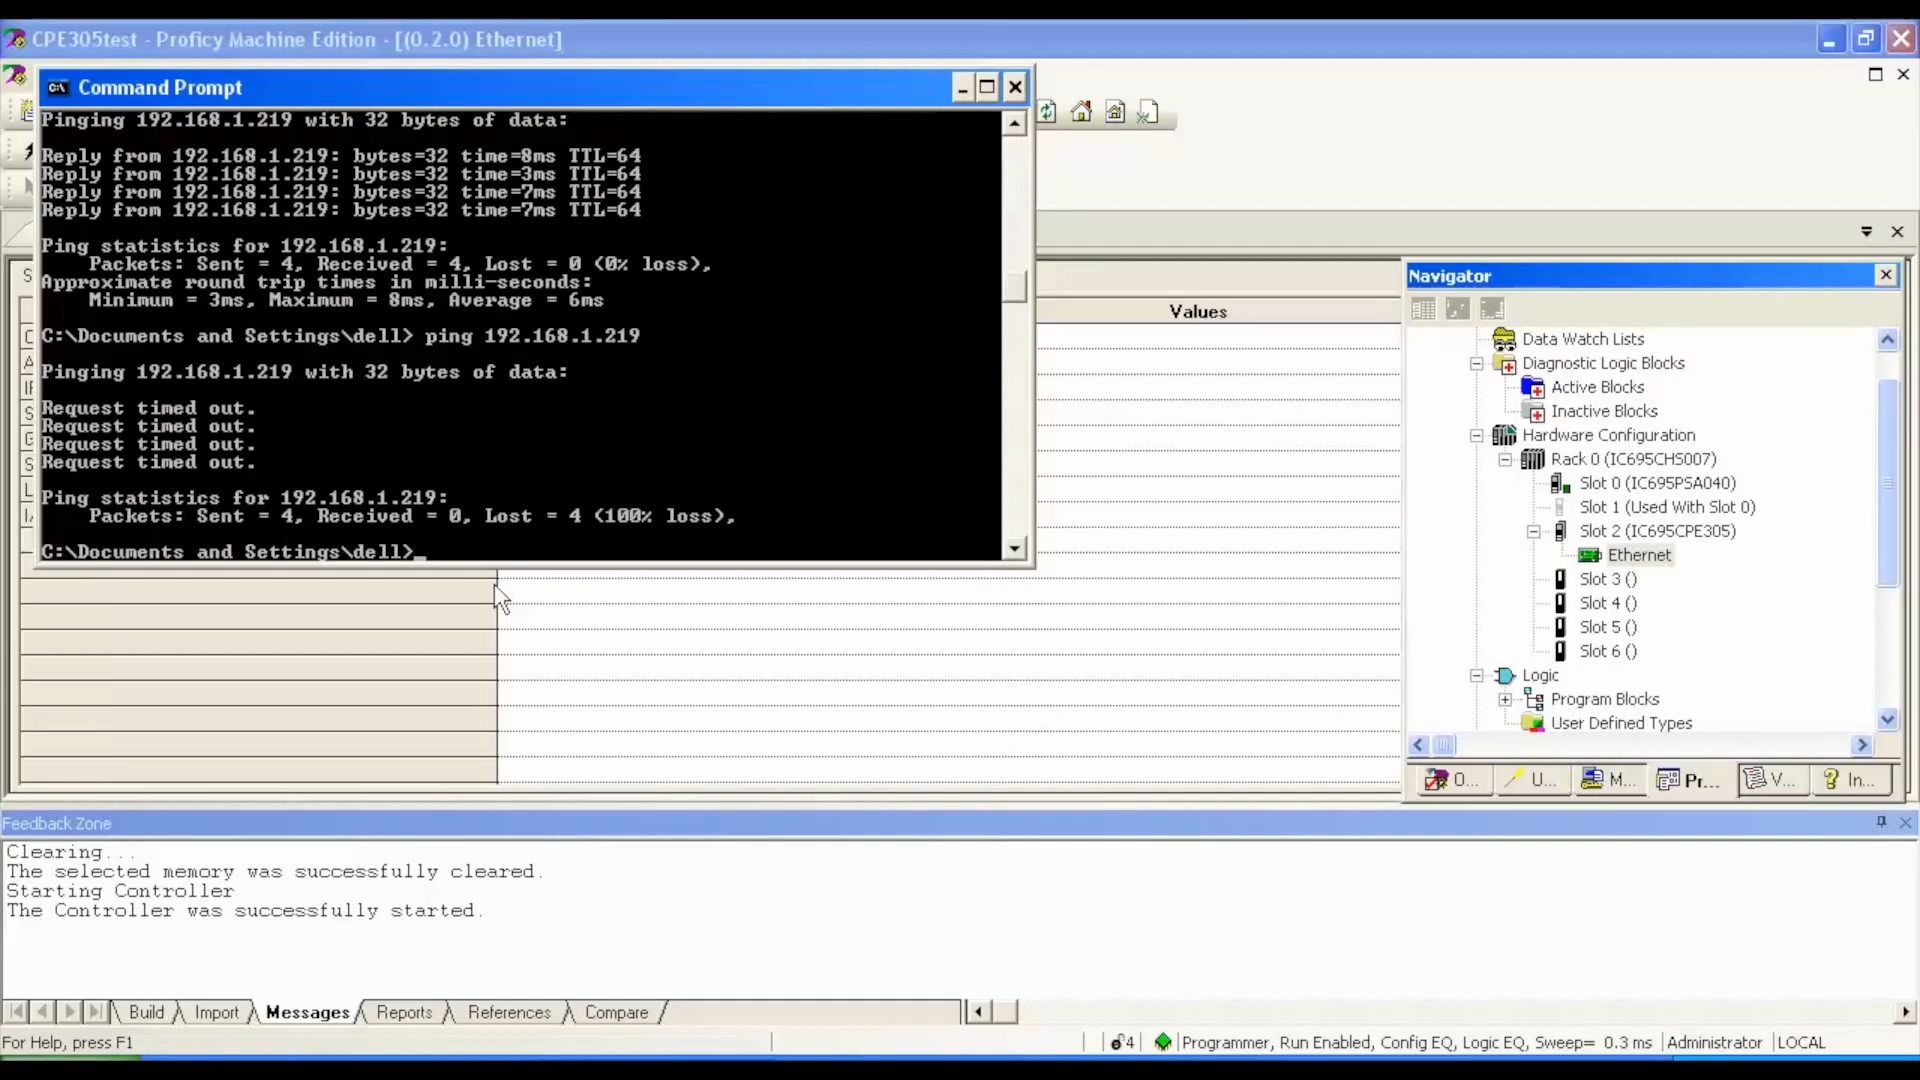 CPE305test - Proficy Machine Edition - [(0.2.0) Ethernet]
Command Prompt
Pinging 192.168.1.219 with 32 bytes of data:
Reply from 192.168.1.219: bytes=32 time=8ms TTL=64
Reply from 192.168.1.219: bytes=32 time=3ms TTL=64
Reply from 192.168.1.219: bytes=32 time=7ms TTL=64
Reply from 192.168.1.219: bytes=32 time=7ms TTL=64
Ping statistics for 192.168.1.219:
Packets: Sent = 4, Received = 4, Lost = 0 (0% loss),
Approximate round trip times in milli-seconds:
Minimum = 3ms, Maximum = 8ms, Average = 6ms
C:\Documents and Settings\dell> ping 192.168.1.219
Pinging 192.168.1.219 with 32 bytes of data:
Request timed out.
Request timed out.
Request timed out.
Request timed out.
Ping statistics for 192.168.1.219:
Packets: Sent = 4, Received = 0, Lost = 4 (100% loss),
C:\Documents and Settings\dell>_
Values
Navigator
Data Watch Lists
Diagnostic Logic Blocks
Active Blocks
Inactive Blocks
Hardware Configuration
Rack 0 (IC695CHS007)
Slot 0 (IC695PSA040)
Slot 1 (Used With Slot 0)
Slot 2 (IC695CPE305)
Ethernet
Slot 3 ()
Slot 4 ()
Slot 5 ()
Slot 6 ()
Logic
Program Blocks
User Defined Types
O... U... M... Pr... V... In...
Feedback Zone
Clearing...
The selected memory was successfully cleared.
Starting Controller
The Controller was successfully started.
Build Import Messages Reports References Compare
For Help, press F1
4 Programmer, Run Enabled, Config EQ, Logic EQ, Sweep= 0.3 ms Administrator LOCAL